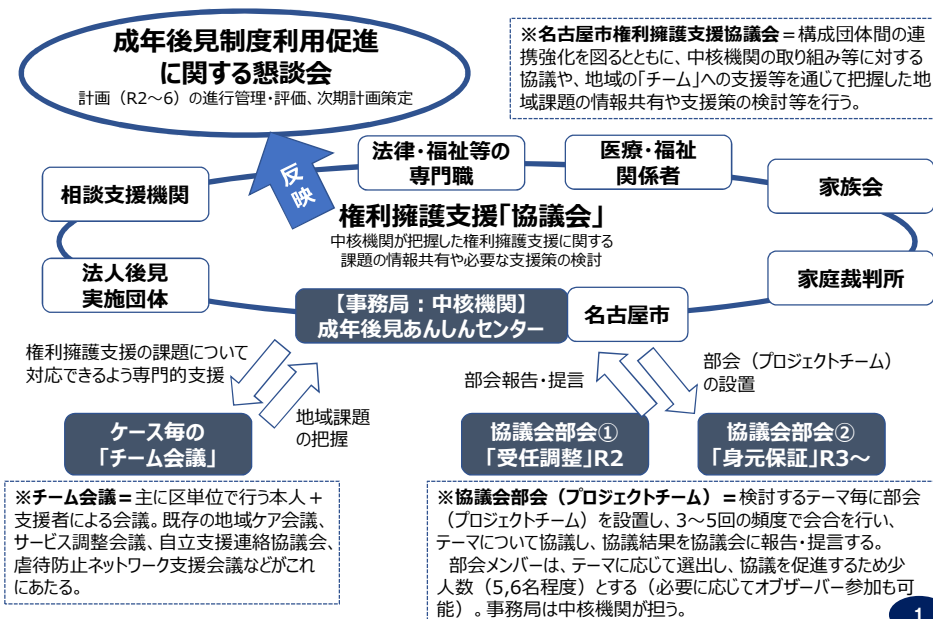 成年後見制度利用促進
に関する懇談会
計画（R2～6）の進行管理・評価、次期計画策定
※名古屋市権利擁護支援協議会＝構成団体間の連
携強化を図るとともに、中核機関の取り組み等に対する
協議や、地域の「チーム」への支援等を通じて把握した地
域課題の情報共有や支援策の検討等を行う。
反映
相談支援機関
法律・福祉等の
専門職
医療・福祉
関係者
家族会
権利擁護支援「協議会」
中核機関が把握した権利擁護支援に関する
課題の情報共有や必要な支援策の検討
法人後見
実施団体
【事務局：中核機関】
成年後見あんしんセンター
名古屋市
家庭裁判所
権利擁護支援の課題について
対応できるよう専門的支援
地域課題
の把握
部会報告・提言
部会（プロジェクトチーム）
の設置
ケース毎の
「チーム会議」
協議会部会①
「受任調整」R2
協議会部会②
「身元保証」R3～
※チーム会議＝主に区単位で行う本人＋
支援者による会議。既存の地域ケア会議、
サービス調整会議、自立支援連絡協議会、
虐待防止ネットワーク支援会議などがこれ
にあたる。
※協議会部会（プロジェクトチーム）＝検討するテーマ毎に部会
（プロジェクトチーム）を設置し、3～5回の頻度で会合を行い、
テーマについて協議し、協議結果を協議会に報告・提言する。
部会メンバーは、テーマに応じて選出し、協議を促進するため少
人数（5,6名程度）とする（必要に応じてオブザーバー参加も可
能）。事務局は中核機関が担う。
1